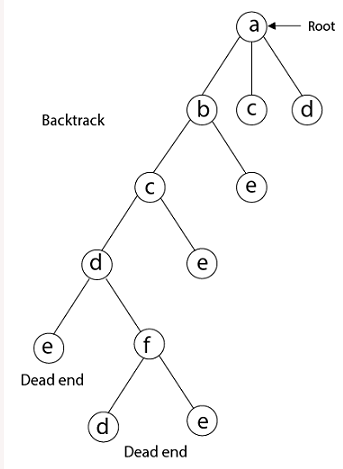 a Root
b c d
Backtrack
c e
d e
e f
Dead end
d e
Dead end